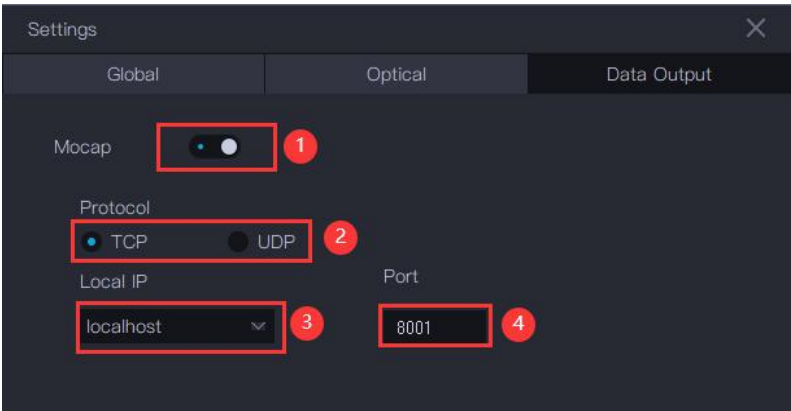 Settings
Global Optical Data Output
Mocap 1
Protocol
TCP UDP 2
Local IP Port
localhost 3 8001 4